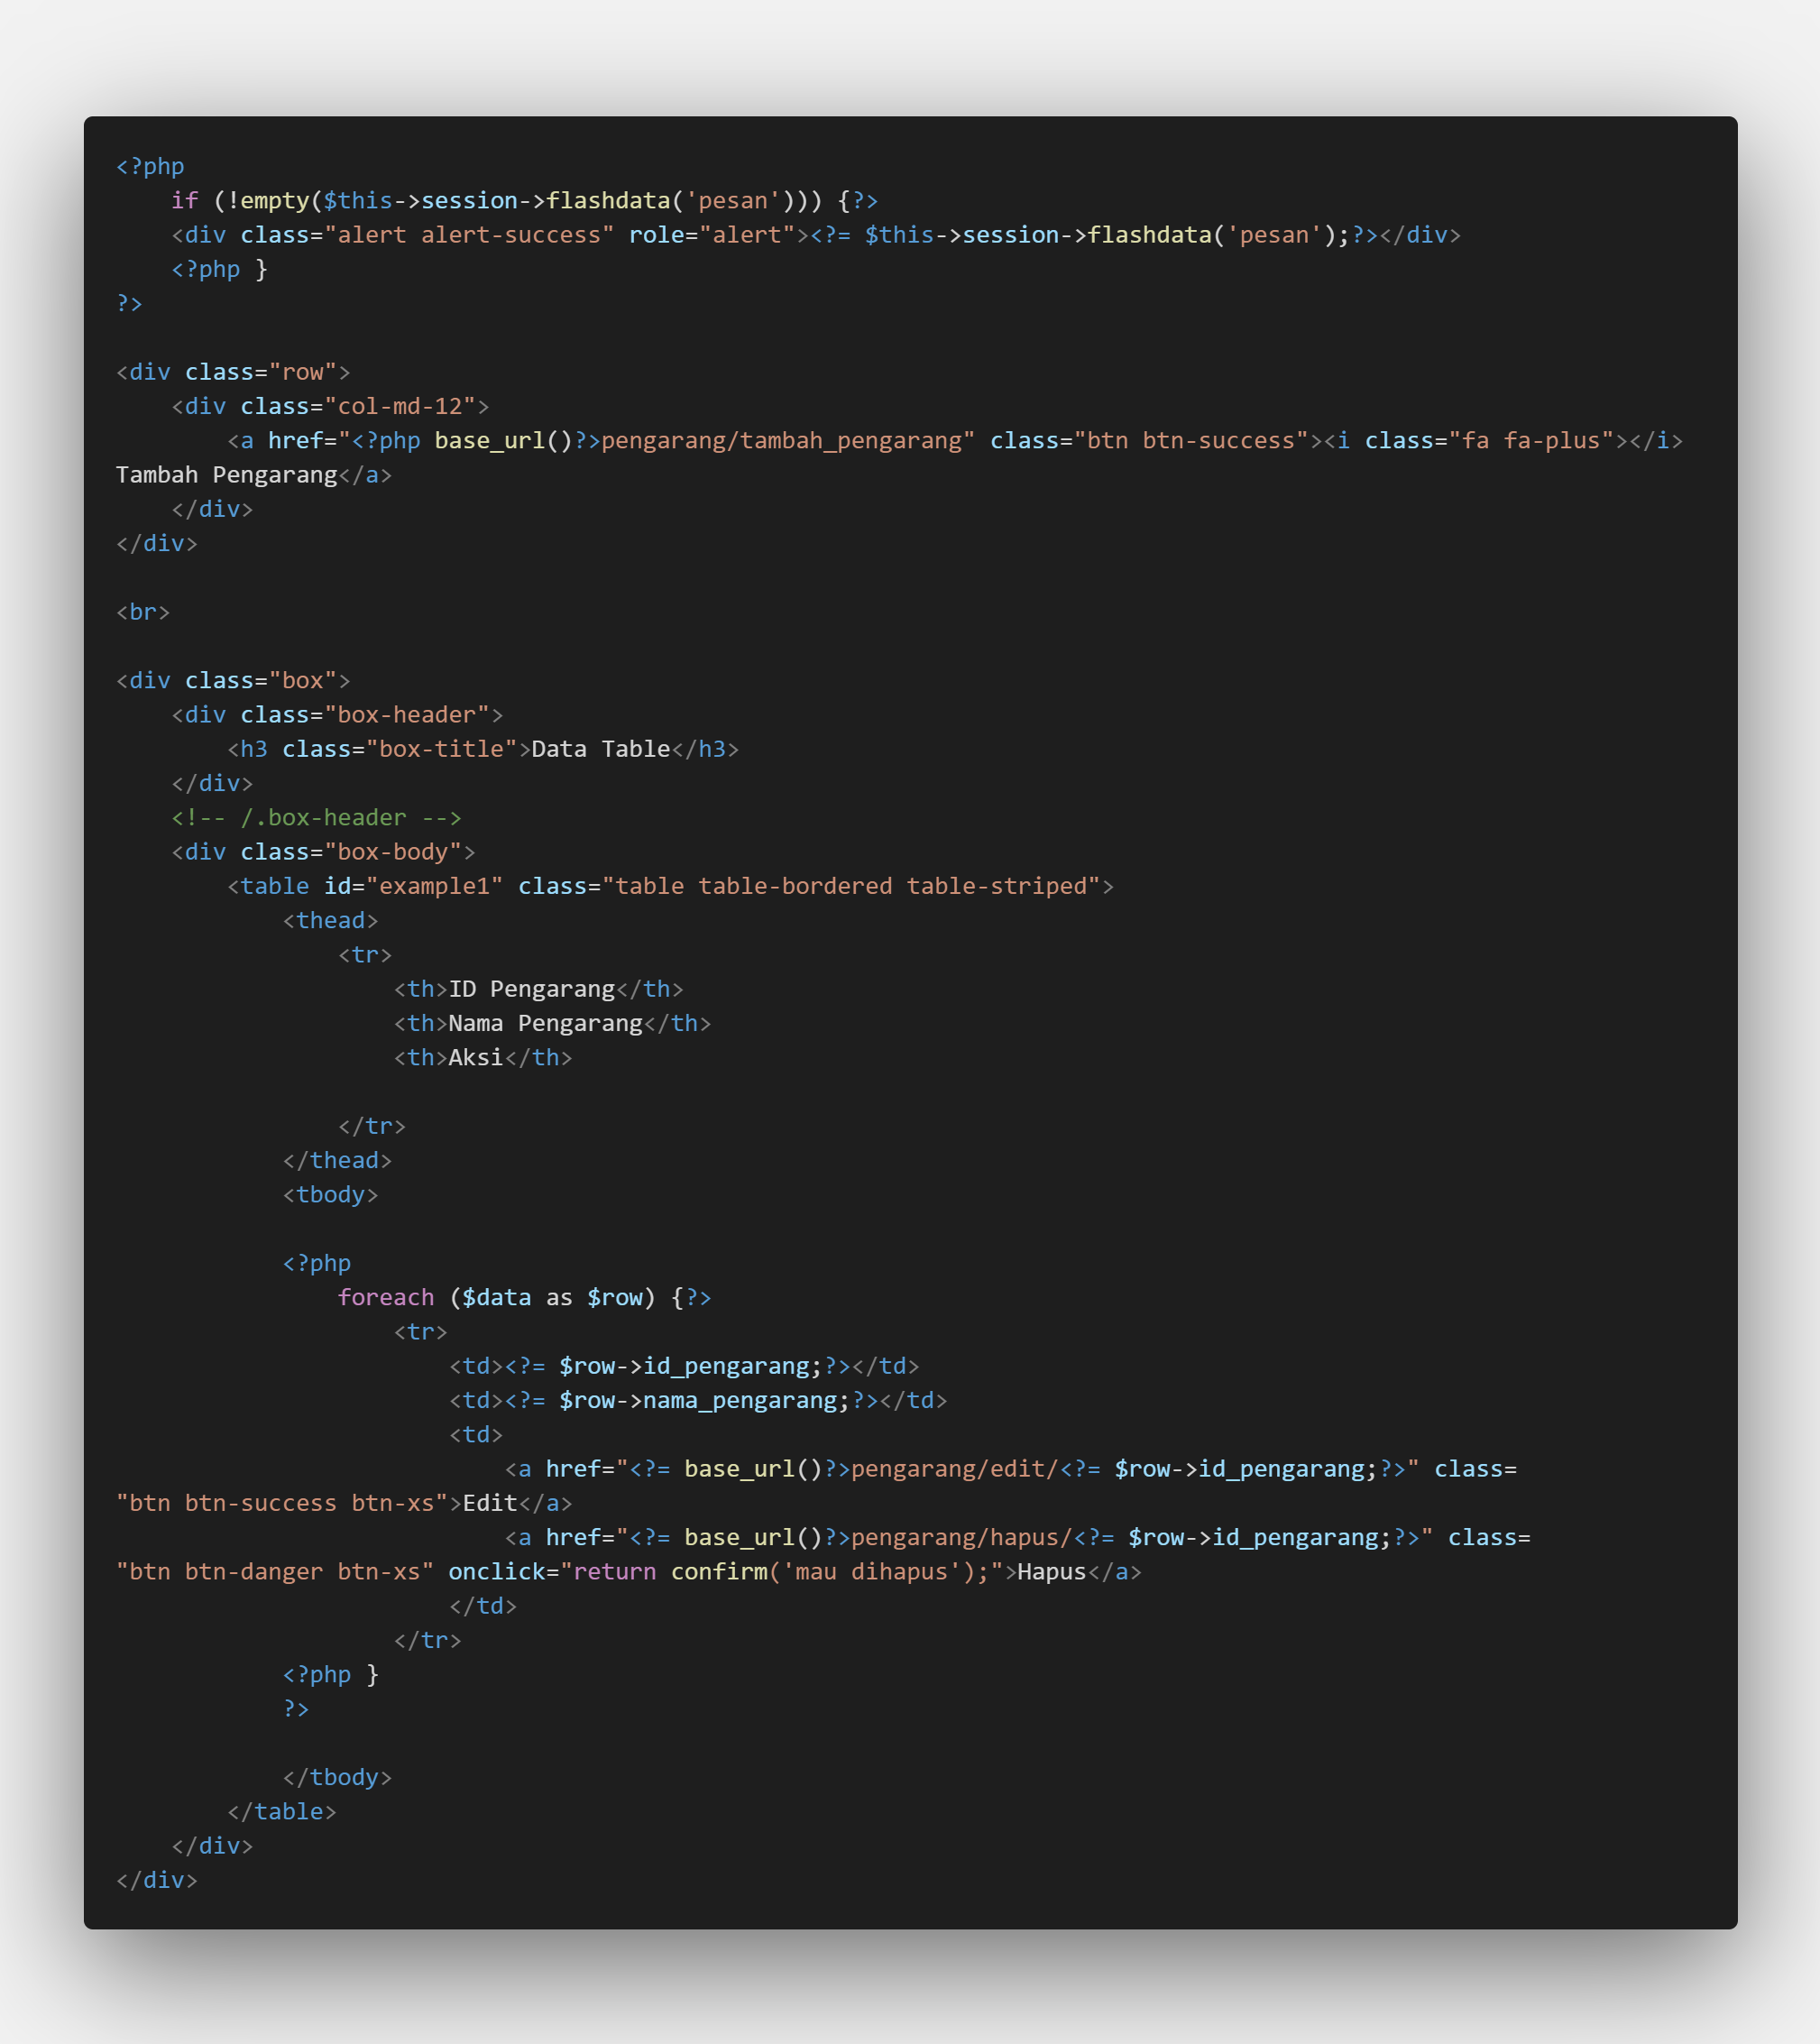 <?php
    if (!empty($this->session->flashdata('pesan'))) {?>
    <div class="alert alert-success" role="alert"><?= $this->session->flashdata('pesan');?></div>
    <?php }
?>

<div class="row">
    <div class="col-md-12">
        <a href="<?php base_url()?>pengarang/tambah_pengarang" class="btn btn-success"><i class="fa fa-plus"></i>
Tambah Pengarang</a>
    </div>
</div>

<br>

<div class="box">
    <div class="box-header">
        <h3 class="box-title">Data Table</h3>
    </div>
    <!-- /.box-header -->
    <div class="box-body">
        <table id="example1" class="table table-bordered table-striped">
            <thead>
                <tr>
                    <th>ID Pengarang</th>
                    <th>Nama Pengarang</th>
                    <th>Aksi</th>

                </tr>
            </thead>
            <tbody>

            <?php
                foreach ($data as $row) {?>
                    <tr>
                        <td><?= $row->id_pengarang;?></td>
                        <td><?= $row->nama_pengarang;?></td>
                        <td>
                            <a href="<?= base_url()?>pengarang/edit/<?= $row->id_pengarang;?>" class=
"btn btn-success btn-xs">Edit</a>
                            <a href="<?= base_url()?>pengarang/hapus/<?= $row->id_pengarang;?>" class=
"btn btn-danger btn-xs" onclick="return confirm('mau dihapus');">Hapus</a>
                        </td>
                    </tr>
            <?php }
            ?>

            </tbody>
        </table>
    </div>
</div>